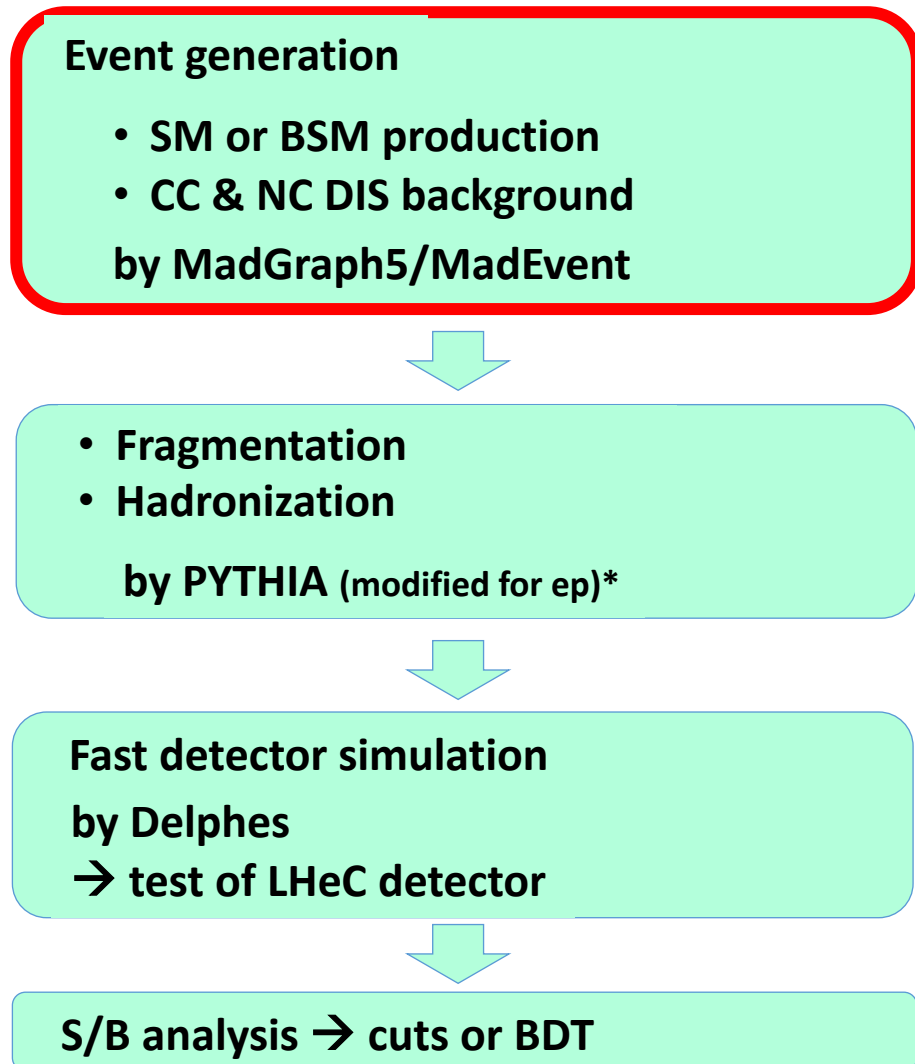 Event generation
• SM or BSM production
• CC & NC DIS background
by MadGraph5/MadEvent
• Fragmentation
• Hadronization
by PYTHIA (modified for ep)*
Fast detector simulation
by Delphes
→ test of LHeC detector
S/B analysis → cuts or BDT